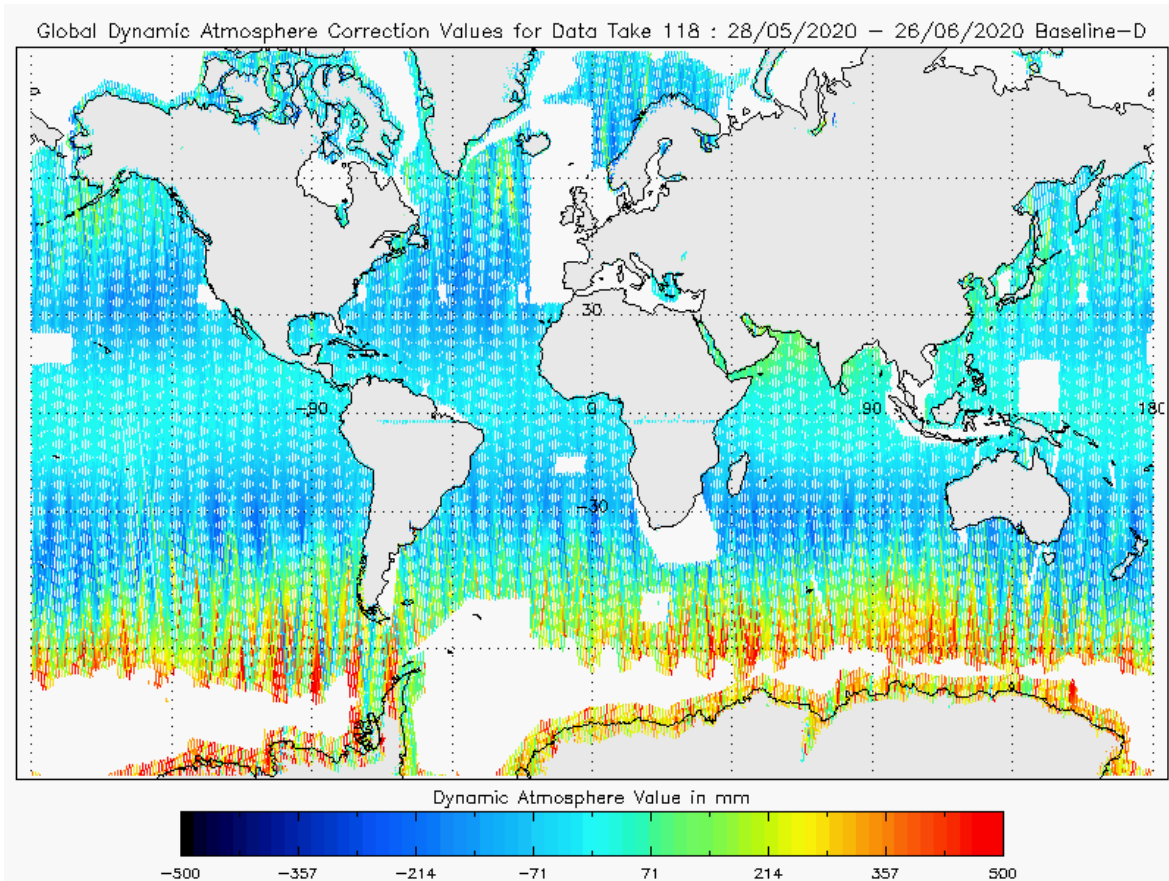 Global Dynamic Atmosphere Correction Values for Data Take 118 : 28/05/2020 – 26/06/2020 Baseline–D
30
–90 0 90 180
–30
Dynamic Atmosphere Value in mm
–500 –357 –214 –71 71 214 357 500